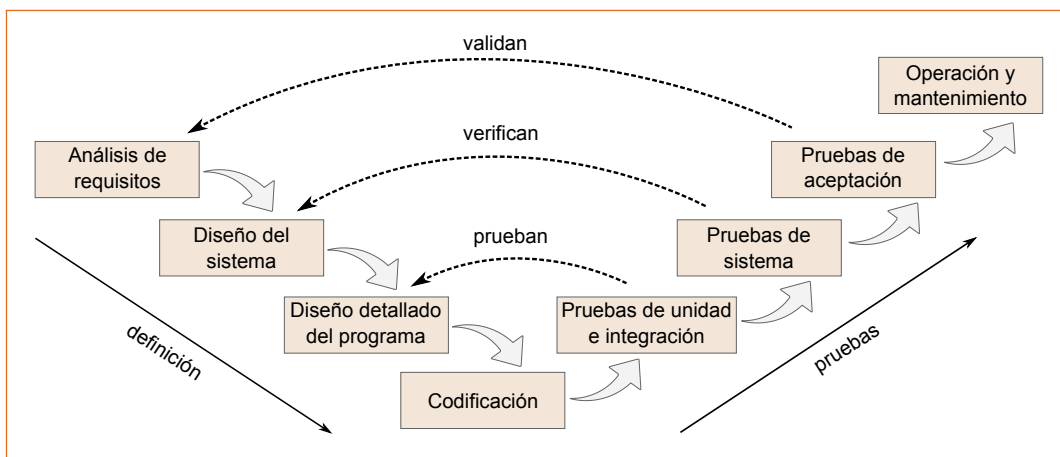 validan
Operación y
mantenimiento
verifican
Análisis de
requisitos
Pruebas de
aceptación
Diseño del
sistema
prueban
Pruebas de
sistema
Diseño detallado
del programa
Pruebas de unidad
e integración
definición
pruebas
Codificación